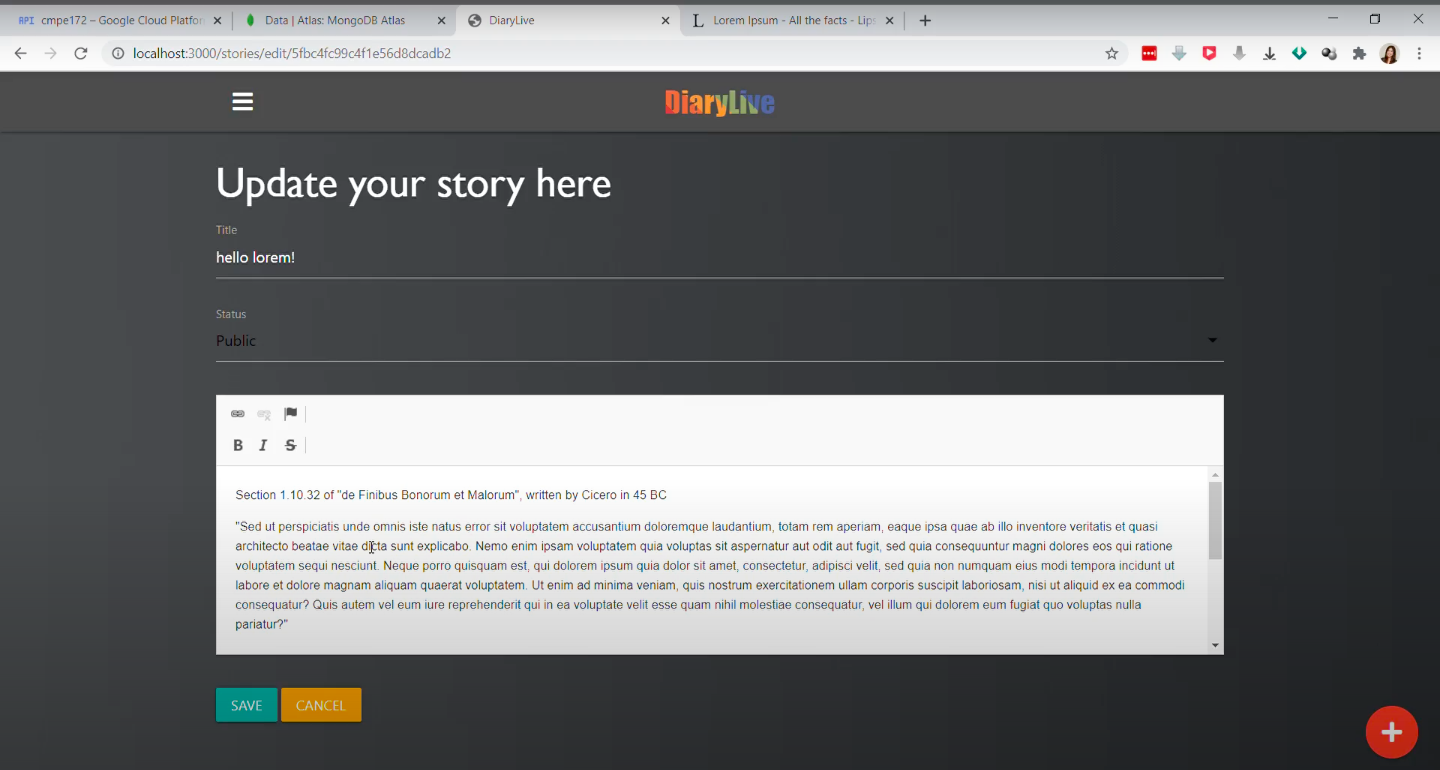 cmpe172 – Google Cloud Platfor
Data | Atlas: MongoDB Atlas
DiaryLive
Lorem Ipsum - All the facts - Lip
localhost:3000/stories/edit/5fbc4fc99c4f1e56d8dcadb2
DiaryLive
Update your story here
Title
hello lorem!
Status
Public
B I S
Section 1.10.32 of "de Finibus Bonorum et Malorum", written by Cicero in 45 BC
"Sed ut perspiciatis unde omnis iste natus error sit voluptatem accusantium doloremque laudantium, totam rem aperiam, eaque ipsa quae ab illo inventore veritatis et quasi
architecto beatae vitae dicta sunt explicabo. Nemo enim ipsam voluptatem quia voluptas sit aspernatur aut odit aut fugit, sed quia consequuntur magni dolores eos qui ratione
voluptatem sequi nesciunt. Neque porro quisquam est, qui dolorem ipsum quia dolor sit amet, consectetur, adipisci velit, sed quia non numquam eius modi tempora incidunt ut
labore et dolore magnam aliquam quaerat voluptatem. Ut enim ad minima veniam, quis nostrum exercitationem ullam corporis suscipit laboriosam, nisi ut aliquid ex ea commodi
consequatur? Quis autem vel eum iure reprehenderit qui in ea voluptate velit esse quam nihil molestiae consequatur, vel illum qui dolorem eum fugiat quo voluptas nulla
pariatur?"
SAVE
CANCEL